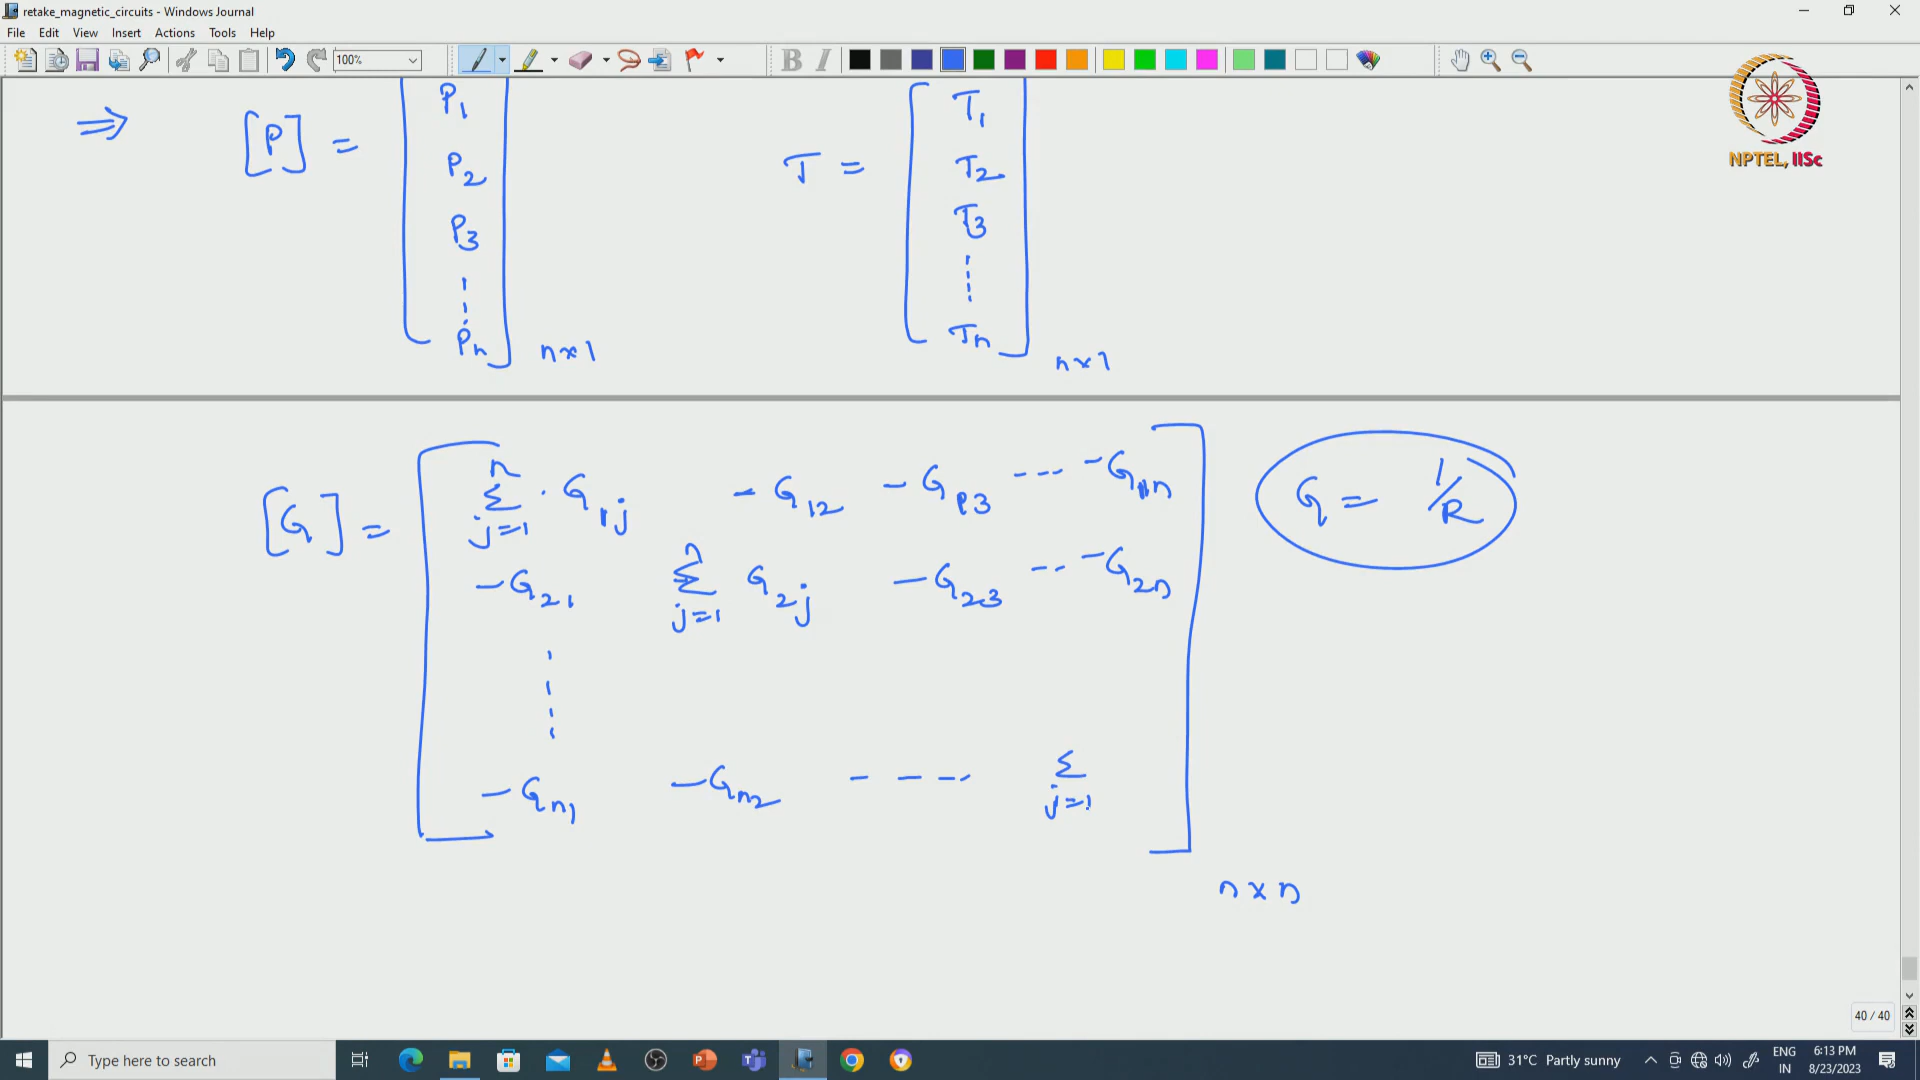 retake_magnetic_circuits - Windows Journal
File Edit View Insert Actions Tools Help
100%
B I
NPTEL, IISc
⇒ [P] = [ P1 P2 P3 ⋮ Pn ] n×1
T = [ T1 T2 T3 ⋮ Tn ] n×1
[G] =
n∑j=1 · G1j - G12 - G13 --- -G1n
-G21 n∑j=1 G2j -G23 -- -G2n
⋮
-Gn1 -Gn2 ---- ∑j=1
n×n
G = 1/R
40 / 40
Type here to search
31°C Partly sunny
ENG
IN
6:13 PM
8/23/2023